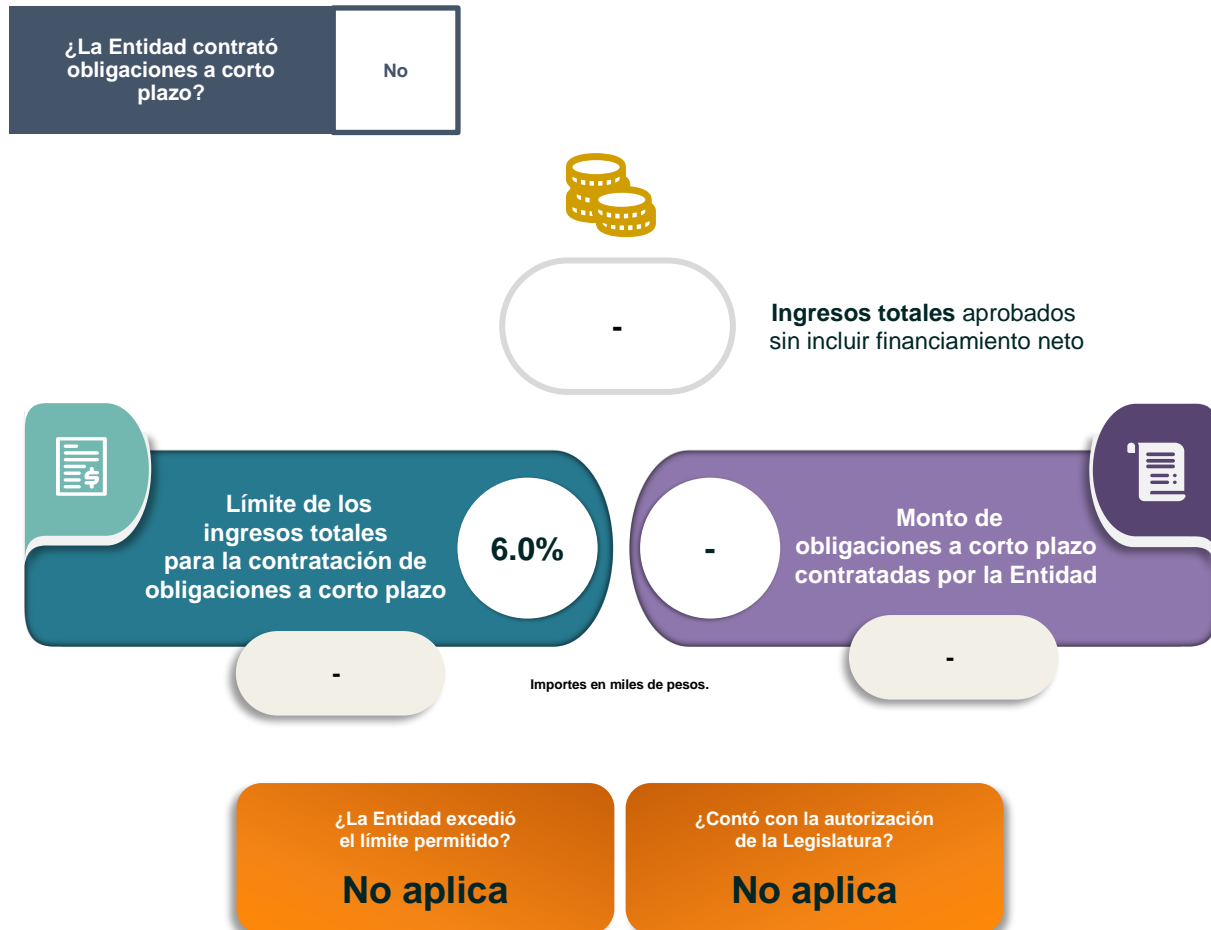 ¿La Entidad contrató
obligaciones a corto
plazo?
No
-
Ingresos totales aprobados
sin incluir financiamiento neto
Límite de los
ingresos totales
para la contratación de
obligaciones a corto plazo
6.0%
-
-
Monto de
obligaciones a corto plazo
contratadas por la Entidad
-
Importes en miles de pesos.
¿La Entidad excedió
el límite permitido?
No aplica
¿Contó con la autorización
de la Legislatura?
No aplica